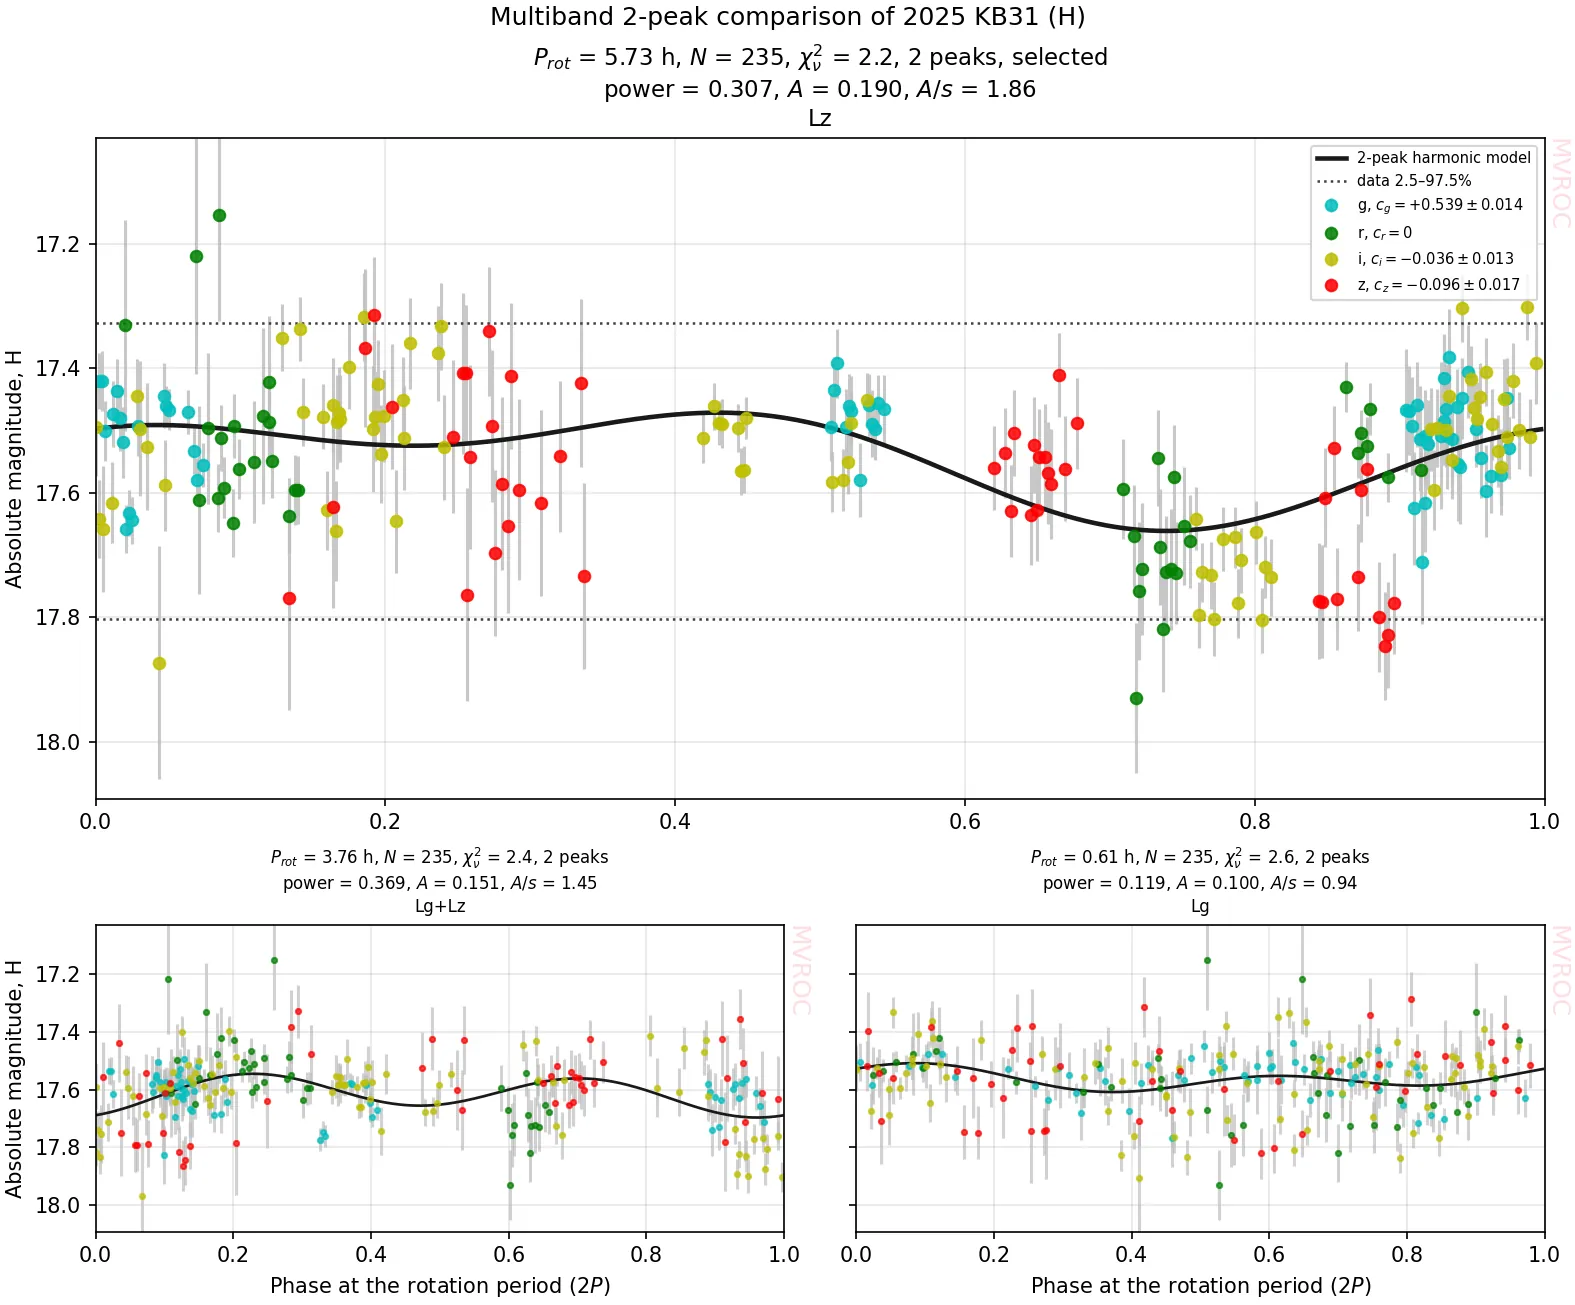 Multiband 2-peak comparison of 2025 KB31 (H)
P_rot = 5.73 h, N = 235, χ²_ν = 2.2, 2 peaks, selected
power = 0.307, A = 0.190, A/s = 1.86
Lz
Absolute magnitude, H
17.2
17.4
17.6
17.8
18.0
0.0 0.2 0.4 0.6 0.8 1.0
2-peak harmonic model
data 2.5–97.5%
g, c_g = +0.539 ± 0.014
r, c_r = 0
i, c_i = −0.036 ± 0.013
z, c_z = −0.096 ± 0.017
MVROC
P_rot = 3.76 h, N = 235, χ²_ν = 2.4, 2 peaks
power = 0.369, A = 0.151, A/s = 1.45
Lg+Lz
Absolute magnitude, H
17.2
17.4
17.6
17.8
18.0
0.0 0.2 0.4 0.6 0.8 1.0
Phase at the rotation period (2P)
MVROC
P_rot = 0.61 h, N = 235, χ²_ν = 2.6, 2 peaks
power = 0.119, A = 0.100, A/s = 0.94
Lg
0.0 0.2 0.4 0.6 0.8 1.0
Phase at the rotation period (2P)
MVROC